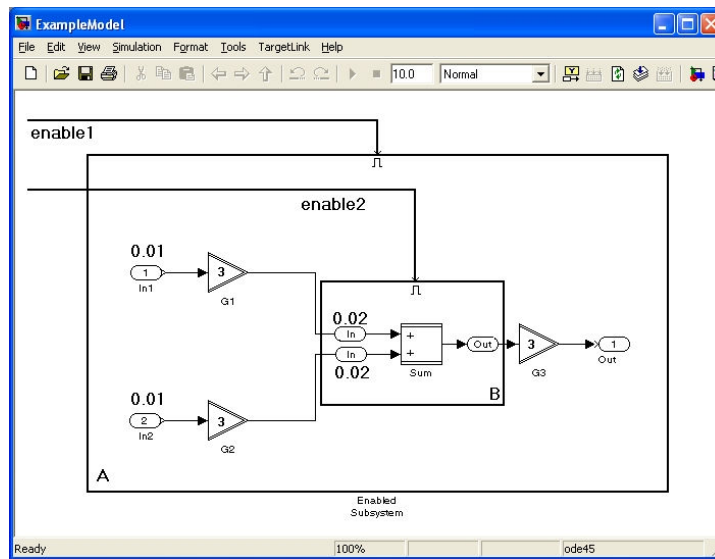 ExampleModel
File Edit View Simulation Format Tools TargetLink Help
10.0 Normal
enable1
enable2
0.01
1
In1
3
G1
0.02
In
In
0.02
+
+
Sum
Out
B
3
G3
1
Out
0.01
2
In2
3
G2
A
Enabled
Subsystem
Ready 100% ode45